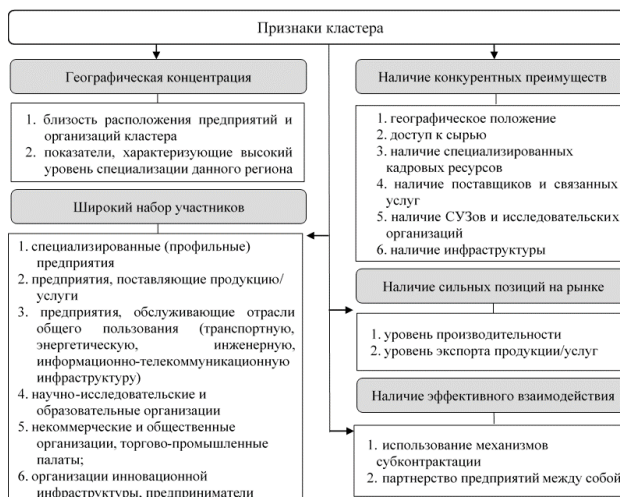 Признаки кластера
Географическая концентрация
1. близость расположения предприятий и
организаций кластера
2. показатели, характеризующие высокий
уровень специализации данного региона
Широкий набор участников
1. специализированные (профильные)
предприятия
2. предприятия, поставляющие продукцию/
услуги
3. предприятия, обслуживающие отрасли
общего пользования (транспортную,
энергетическую, инженерную,
информационно-телекоммуникационную
инфраструктуру)
4. научно-исследовательские и
образовательные организации
5. некоммерческие и общественные
организации, торгово-промышленные
палаты;
6. организации инновационной
инфраструктуры, предприниматели
Наличие конкурентных преимуществ
1. географическое положение
2. доступ к сырью
3. наличие специализированных
кадровых ресурсов
4. наличие поставщиков и связанных
услуг
5. наличие СУЗов и исследовательских
организаций
6. наличие инфраструктуры
Наличие сильных позиций на рынке
1. уровень производительности
2. уровень экспорта продукции/услуг
Наличие эффективного взаимодействия
1. использование механизмов
субконтрактации
2. партнерство предприятий между собой